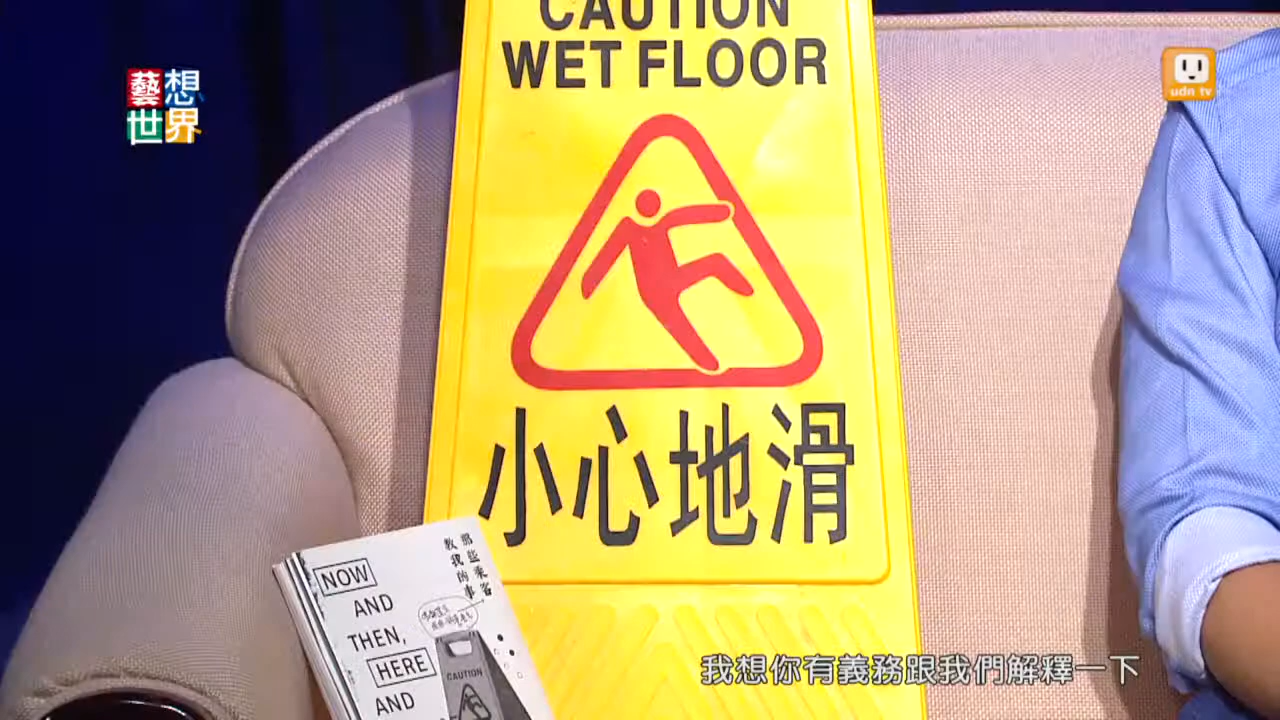 藝想
世界
udn tv
CAUTION
WET FLOOR
小心地滑
那些乘客
教我的事
NOW
AND
THEN,
HERE
AND
CAUTION
我想你有義務跟我們解釋一下